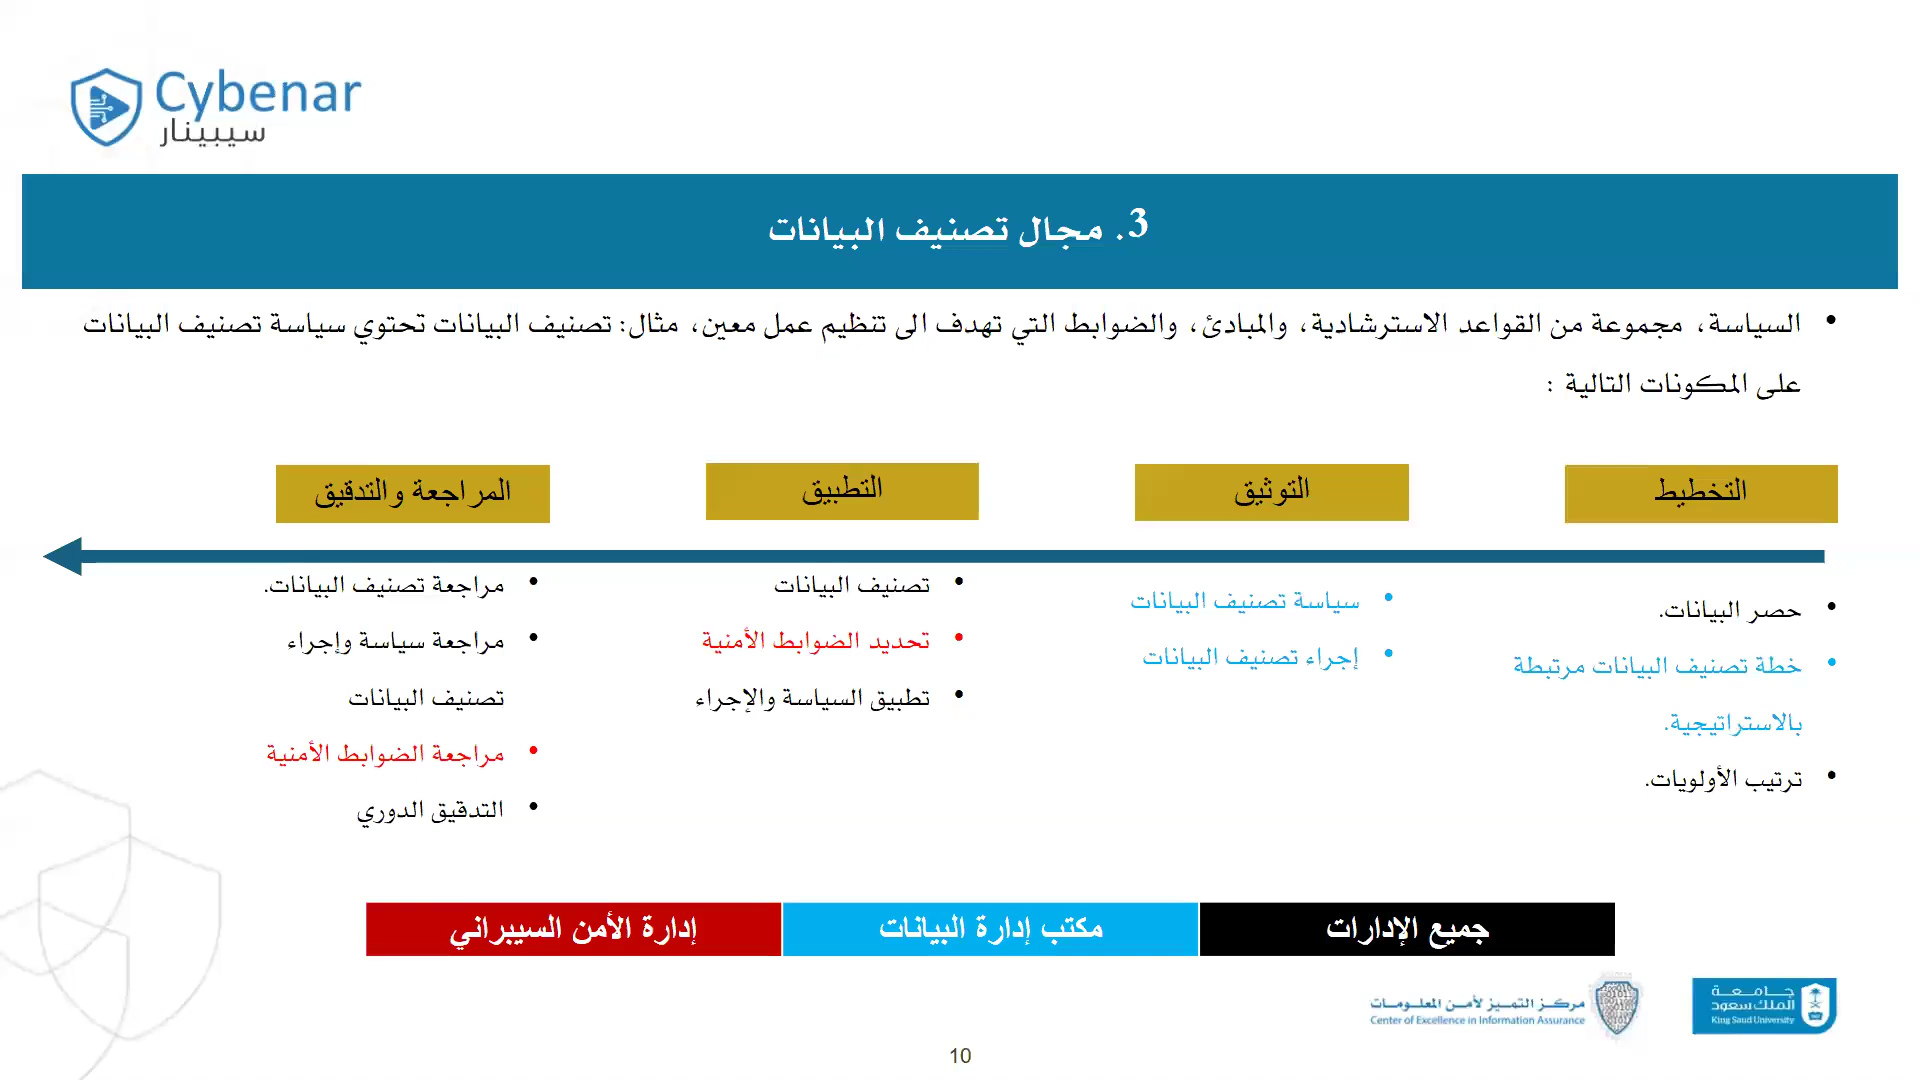 Cybenar
سيبينار
3. مجال تصنيف البيانات
• السياسة، مجموعة من القواعد الاسترشادية، والمبادئ، والضوابط التي تهدف الى تنظيم عمل معين، مثال: تصنيف البيانات تحتوي سياسة تصنيف البيانات
على المكونات التالية :
التخطيط
• حصر البيانات.
• خطة تصنيف البيانات مرتبطة
بالاستراتيجية.
• ترتيب الأولويات.
التوثيق
• سياسة تصنيف البيانات
• إجراء تصنيف البيانات
التطبيق
• تصنيف البيانات
• تحديد الضوابط الأمنية
• تطبيق السياسة والإجراء
المراجعة والتدقيق
• مراجعة تصنيف البيانات.
• مراجعة سياسة وإجراء
تصنيف البيانات
• مراجعة الضوابط الأمنية
• التدقيق الدوري
جميع الإدارات
مكتب إدارة البيانات
إدارة الأمن السيبراني
جامعة
الملك سعود
King Saud University
مركز التميز لأمن المعلومات
Center of Excellence in Information Assurance
10